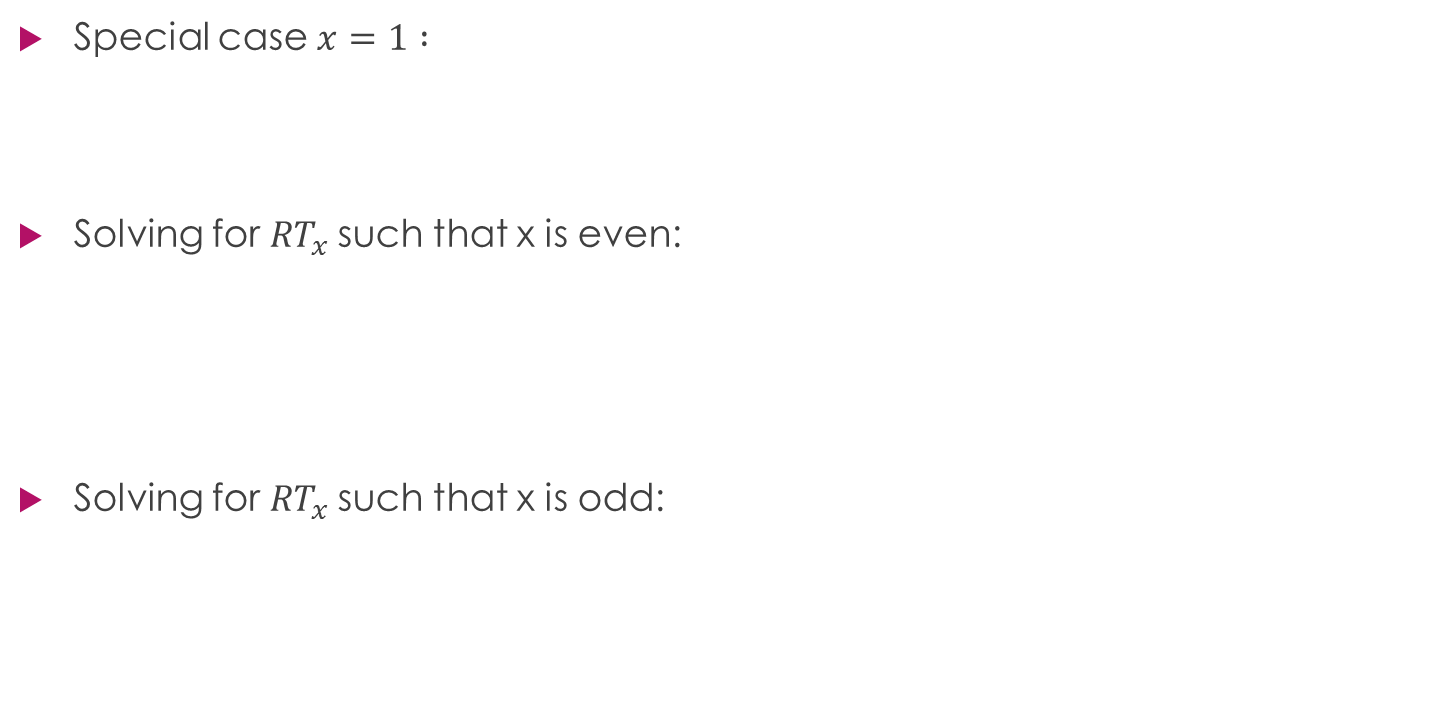 Special case x = 1 :
Solving for RTₓ such that x is even:
Solving for RTₓ such that x is odd: